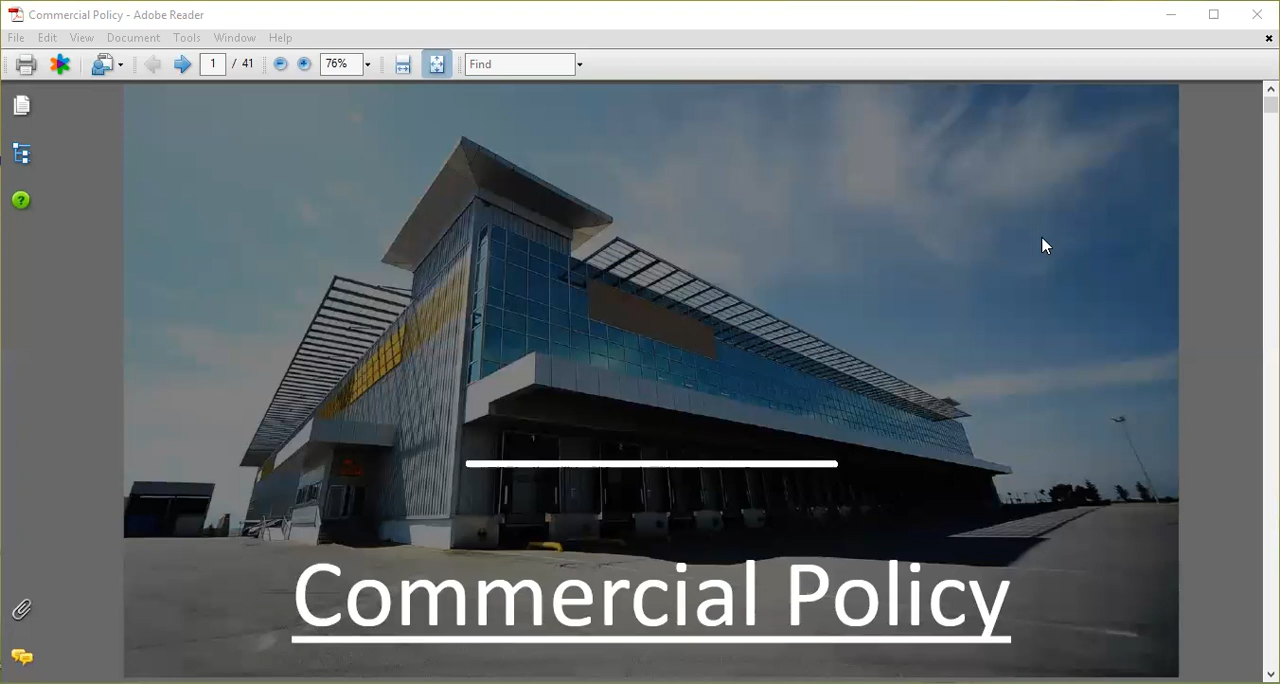 Commercial Policy - Adobe Reader
File Edit View Document Tools Window Help
1 / 41 76% Find
Commercial Policy